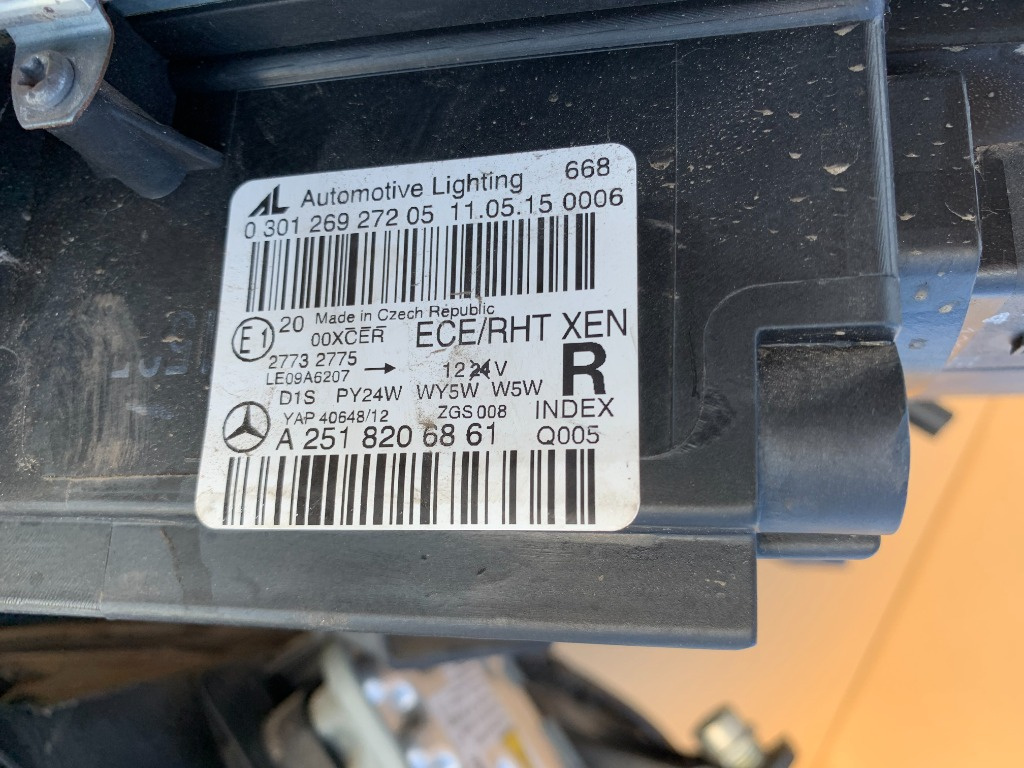 AL Automotive Lighting 668
0 301 269 272 05 11.05.15 0006
E1 20 Made in Czech Republic
00XCER ECE/RHT XEN
2773 2775 R
LE09A6207 → 12 24 V
D1S PY24W WY5W W5W
YAP 40648/12 ZGS 008 INDEX
A 251 820 68 61 Q005